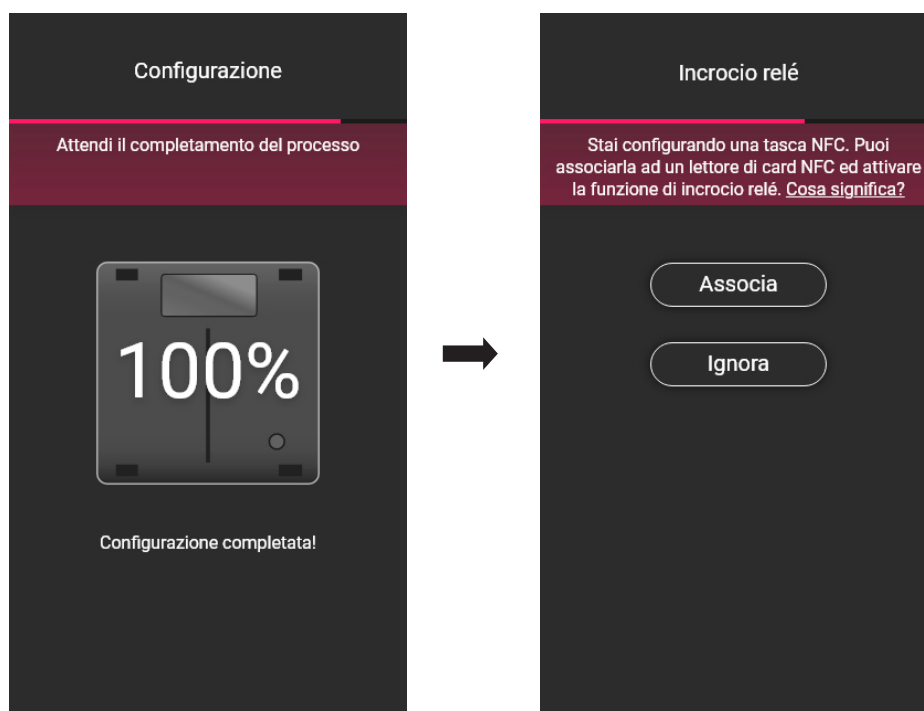 Configurazione
Attendi il completamento del processo
100%
Configurazione completata!
Incrocio relé
Stai configurando una tasca NFC. Puoi
associarla ad un lettore di card NFC ed attivare
la funzione di incrocio relé. Cosa significa?
Associa
Ignora